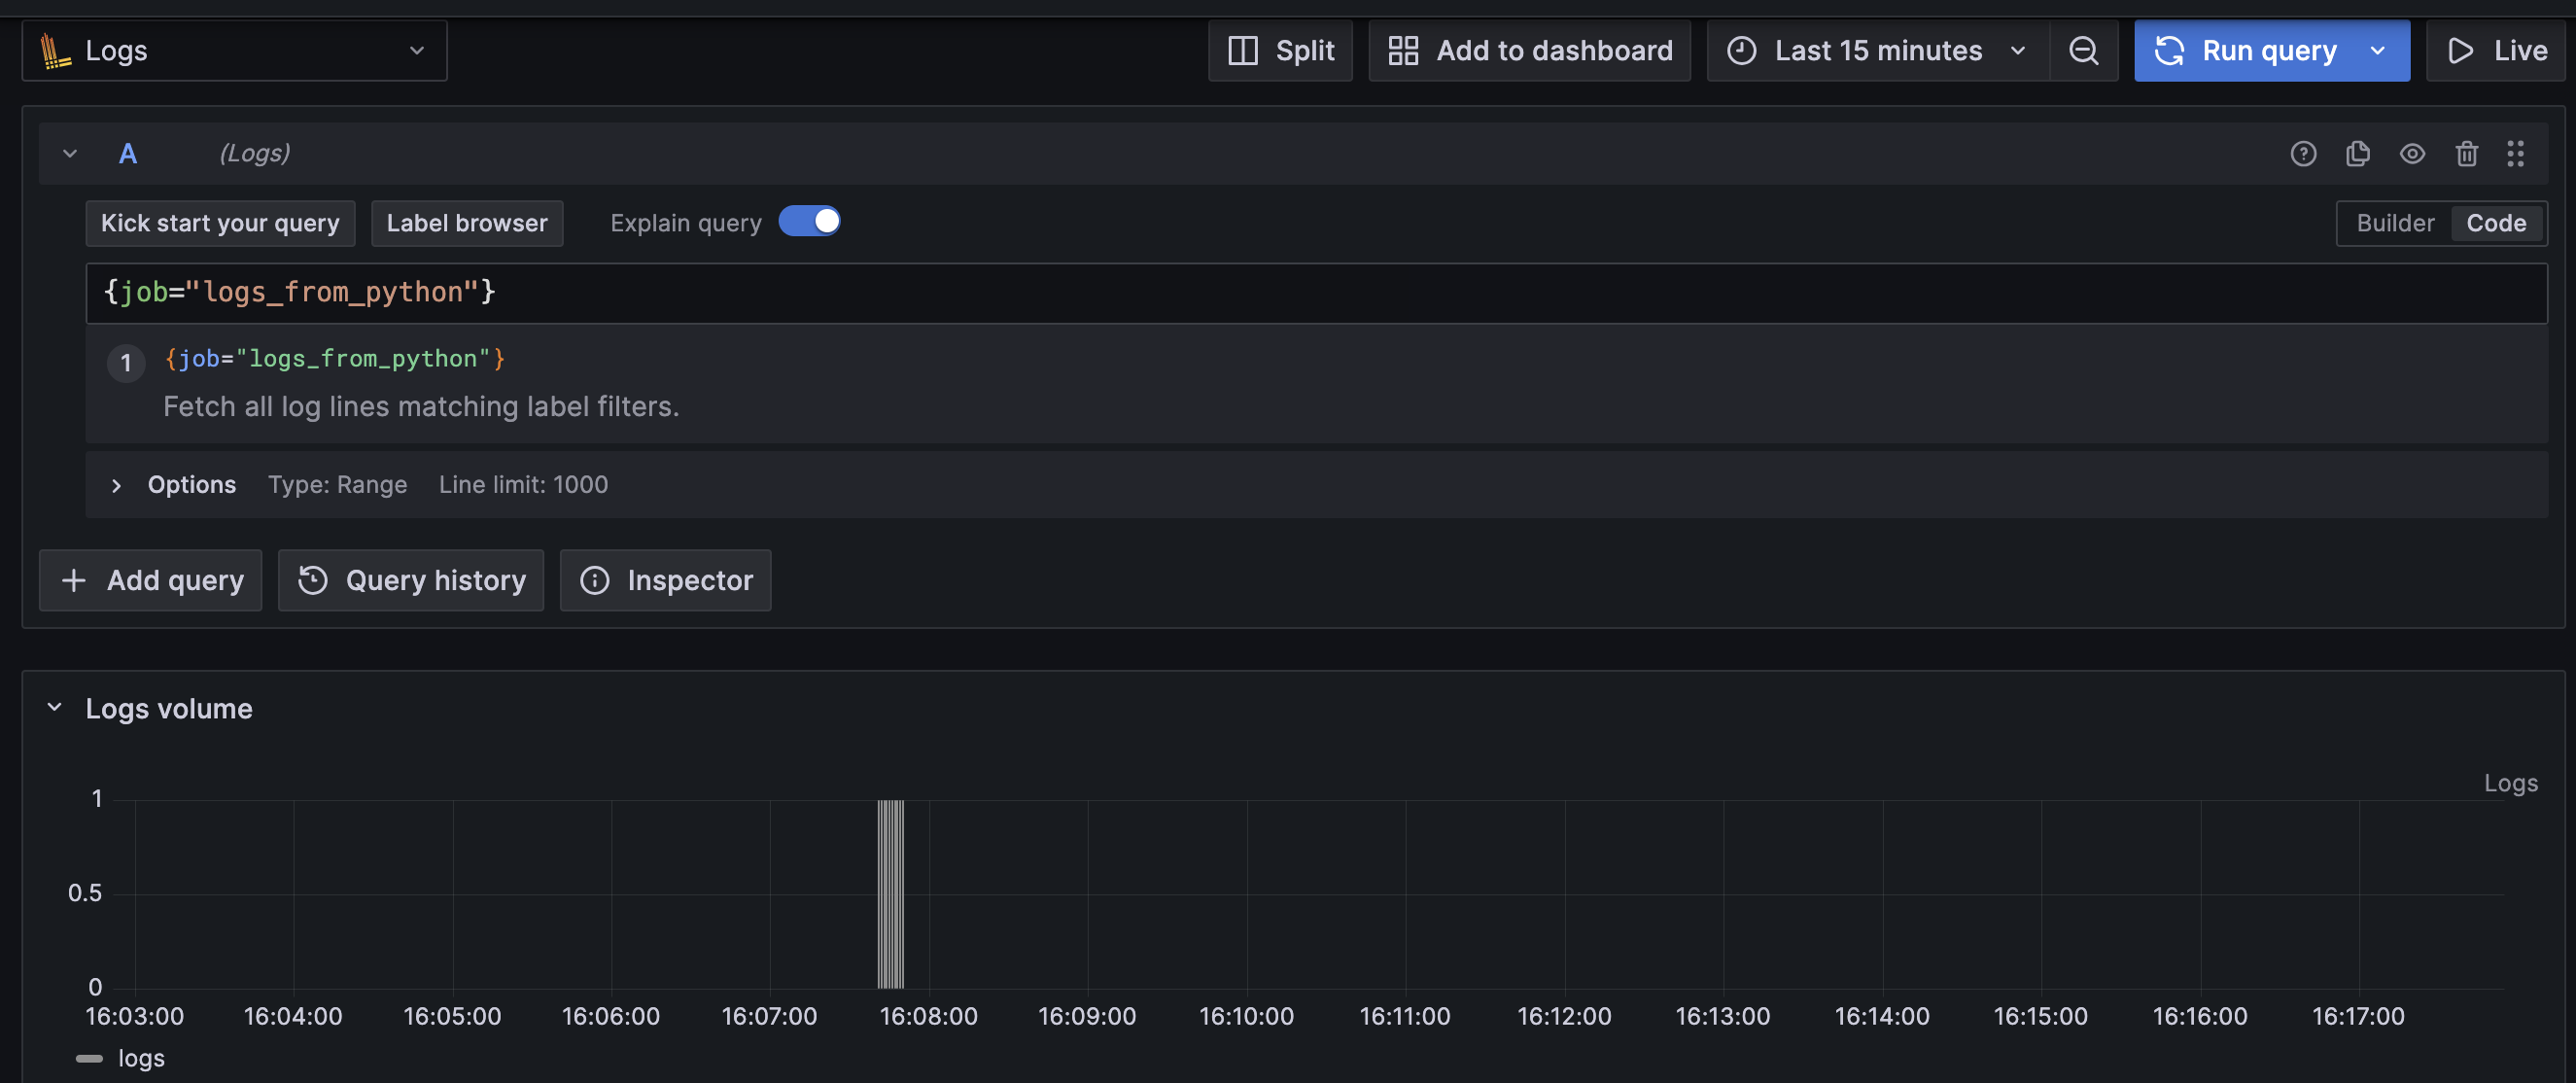 Logs
Split
Add to dashboard
Last 15 minutes
Run query
Live
A
(Logs)
Kick start your query
Label browser
Explain query
Builder
Code
{job="logs_from_python"}
1
{job="logs_from_python"}
Fetch all log lines matching label filters.
Options Type: Range Line limit: 1000
Add query
Query history
Inspector
Logs volume
Logs
1
0.5
0
16:03:00 16:04:00 16:05:00 16:06:00 16:07:00 16:08:00 16:09:00 16:10:00 16:11:00 16:12:00 16:13:00 16:14:00 16:15:00 16:16:00 16:17:00
logs